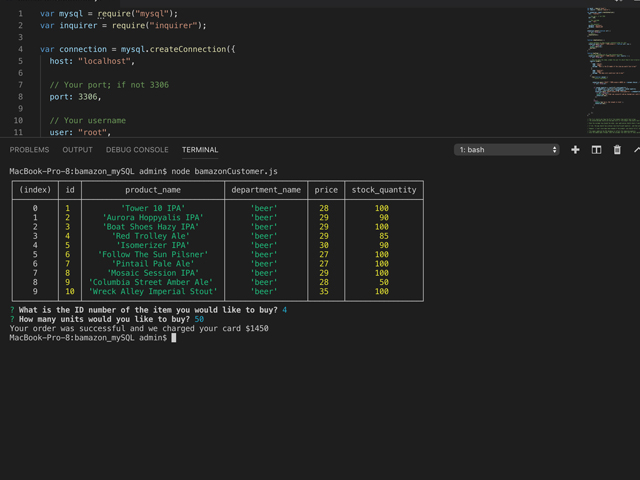 1 var mysql = require("mysql");
2 var inquirer = require("inquirer");
3
4 var connection = mysql.createConnection({
5 host: "localhost",
6
7 // Your port; if not 3306
8 port: 3306,
9
10 // Your username
11 user: "root",
PROBLEMS OUTPUT DEBUG CONSOLE TERMINAL 1: bash
MacBook-Pro-8:bamazon_mySQL admin$ node bamazonCustomer.js
(index) id product_name department_name price stock_quantity
0 1 'Tower 10 IPA' 'beer' 28 100
1 2 'Aurora Hoppyalis IPA' 'beer' 29 90
2 3 'Boat Shoes Hazy IPA' 'beer' 29 100
3 4 'Red Trolley Ale' 'beer' 29 85
4 5 'Isomerizer IPA' 'beer' 30 90
5 6 'Follow The Sun Pilsner' 'beer' 27 100
6 7 'Pintail Pale Ale' 'beer' 27 100
7 8 'Mosaic Session IPA' 'beer' 29 100
8 9 'Columbia Street Amber Ale' 'beer' 28 50
9 10 'Wreck Alley Imperial Stout' 'beer' 35 100
? What is the ID number of the item you would like to buy? 4
? How many units would you like to buy? 50
Your order was successful and we charged your card $1450
MacBook-Pro-8:bamazon_mySQL admin$